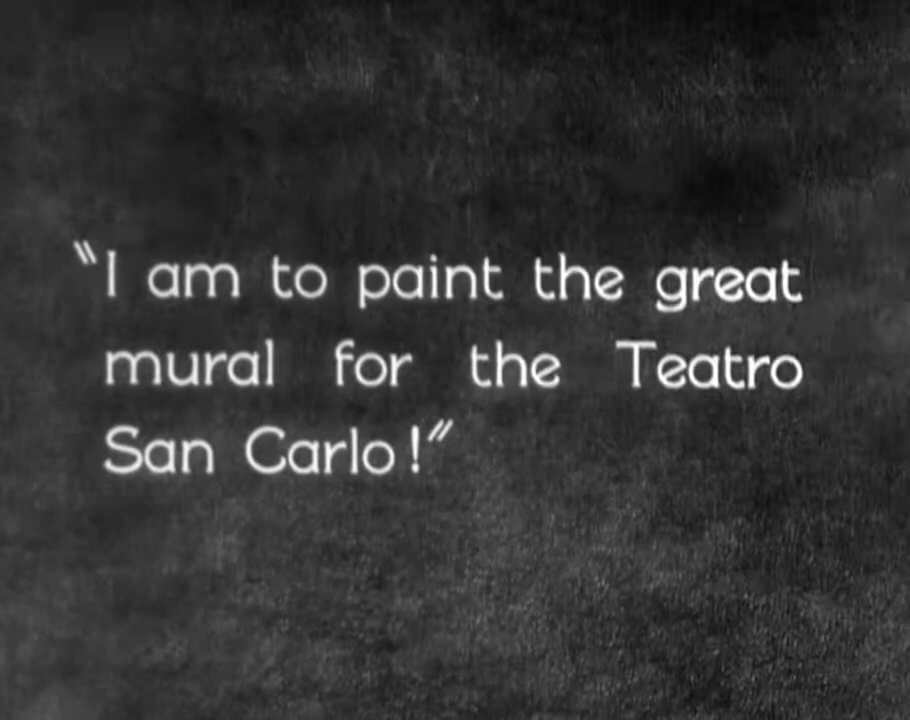 "I am to paint the great
mural for the Teatro
San Carlo!"